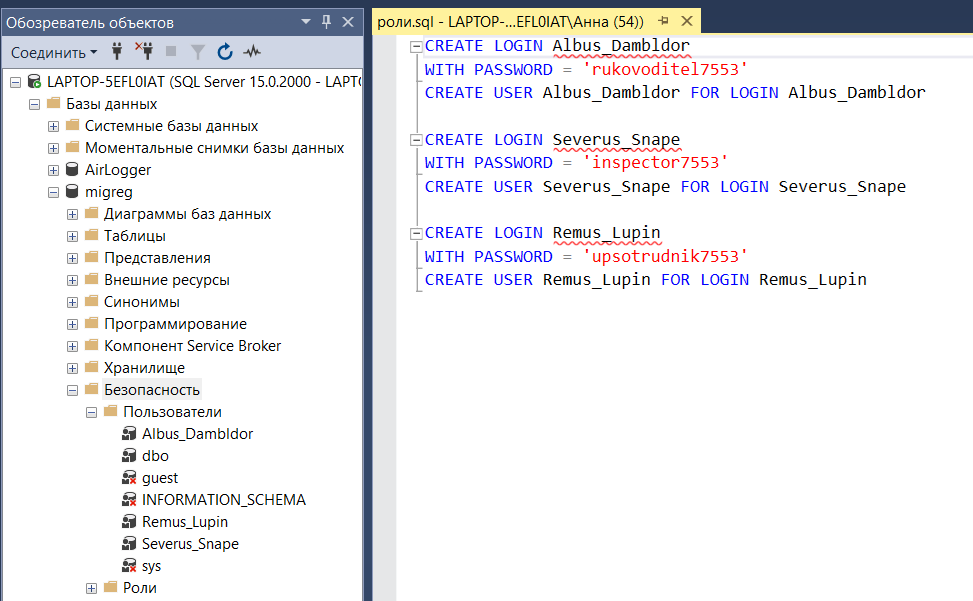 Обозреватель объектов
Соединить
LAPTOP-5EFL0IAT (SQL Server 15.0.2000 - LAPT
Базы данных
Системные базы данных
Моментальные снимки базы данных
AirLogger
migreg
Диаграммы баз данных
Таблицы
Представления
Внешние ресурсы
Синонимы
Программирование
Компонент Service Broker
Хранилище
Безопасность
Пользователи
Albus_Dambldor
dbo
guest
INFORMATION_SCHEMA
Remus_Lupin
Severus_Snape
sys
Роли
роли.sql - LAPTOP-...EFL0IAT\Анна (54))
CREATE LOGIN Albus_Dambldor
WITH PASSWORD = 'rukovoditel7553'
CREATE USER Albus_Dambldor FOR LOGIN Albus_Dambldor
CREATE LOGIN Severus_Snape
WITH PASSWORD = 'inspector7553'
CREATE USER Severus_Snape FOR LOGIN Severus_Snape
CREATE LOGIN Remus_Lupin
WITH PASSWORD = 'upsotrudnik7553'
CREATE USER Remus_Lupin FOR LOGIN Remus_Lupin